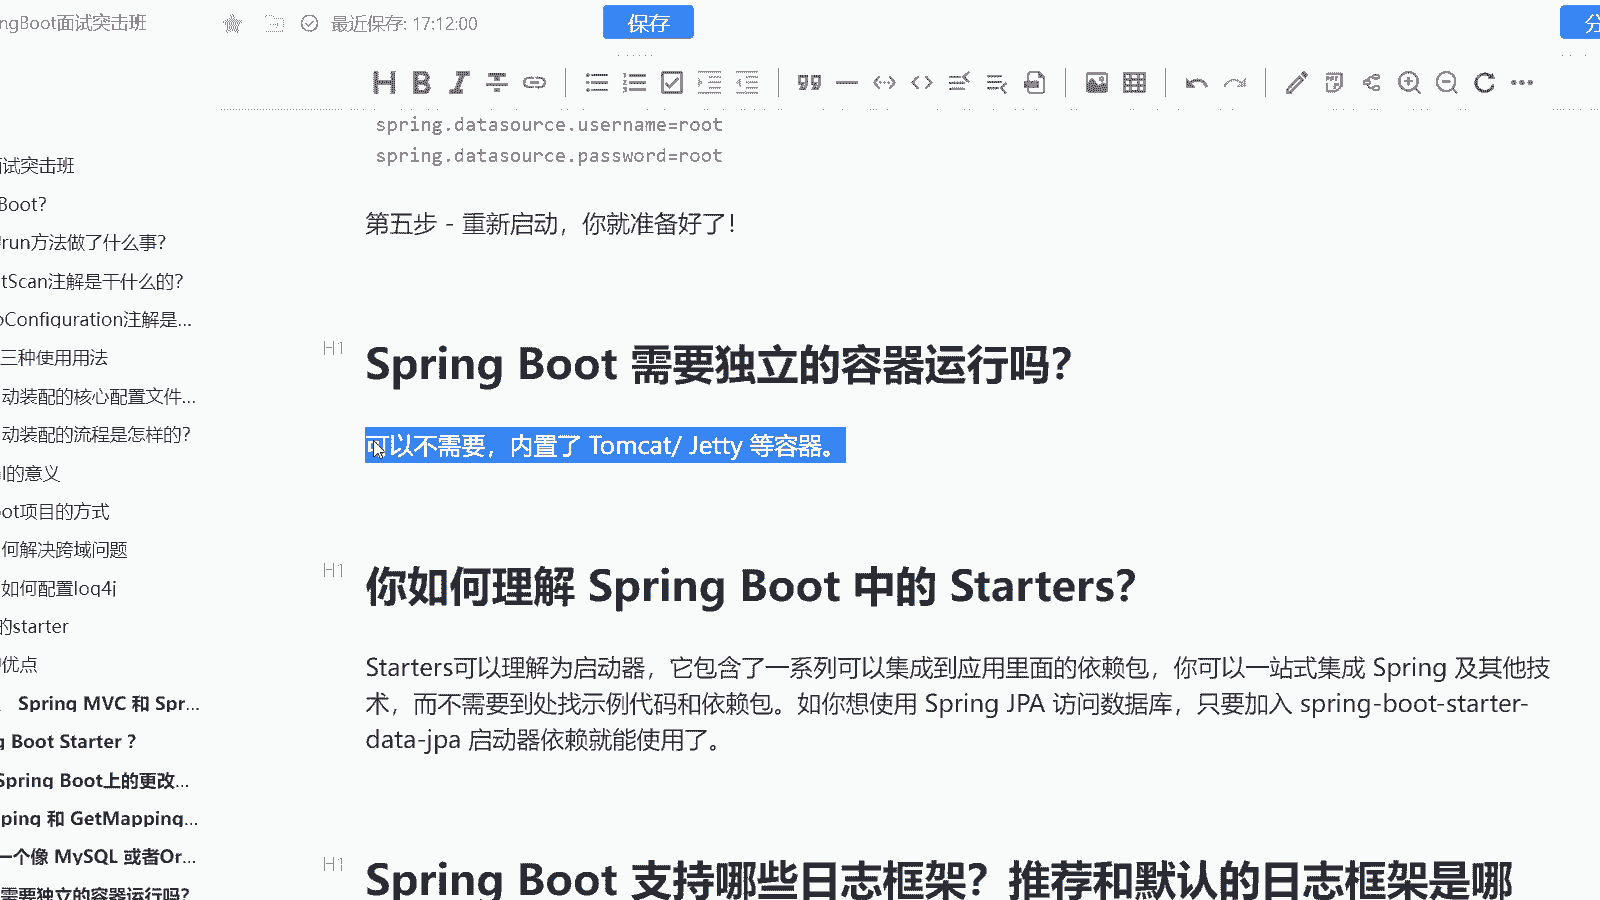 ngBoot面试突击班
最近保存: 17:12:00
保存
分
spring.datasource.username=root
spring.datasource.password=root
第五步 - 重新启动，你就准备好了！
面试突击班
Boot?
run方法做了什么事?
tScan注解是干什么的?
oConfiguration注解是...
三种使用用法
动装配的核心配置文件...
动装配的流程是怎样的?
的意义
ot项目的方式
何解决跨域问题
如何配置log4j
的starter
优点
Spring MVC 和 Spr...
g Boot Starter ?
Spring Boot上的更改...
ping 和 GetMapping...
一个像 MySQL 或者Or...
需要独立的容器运行吗?
H1
Spring Boot 需要独立的容器运行吗?
可以不需要，内置了 Tomcat/ Jetty 等容器。
H1
你如何理解 Spring Boot 中的 Starters?
Starters可以理解为启动器，它包含了一系列可以集成到应用里面的依赖包，你可以一站式集成 Spring 及其他技
术，而不需要到处找示例代码和依赖包。如你想使用 Spring JPA 访问数据库，只要加入 spring-boot-starter-
data-jpa 启动器依赖就能使用了。
H1
Spring Boot 支持哪些日志框架？推荐和默认的日志框架是哪